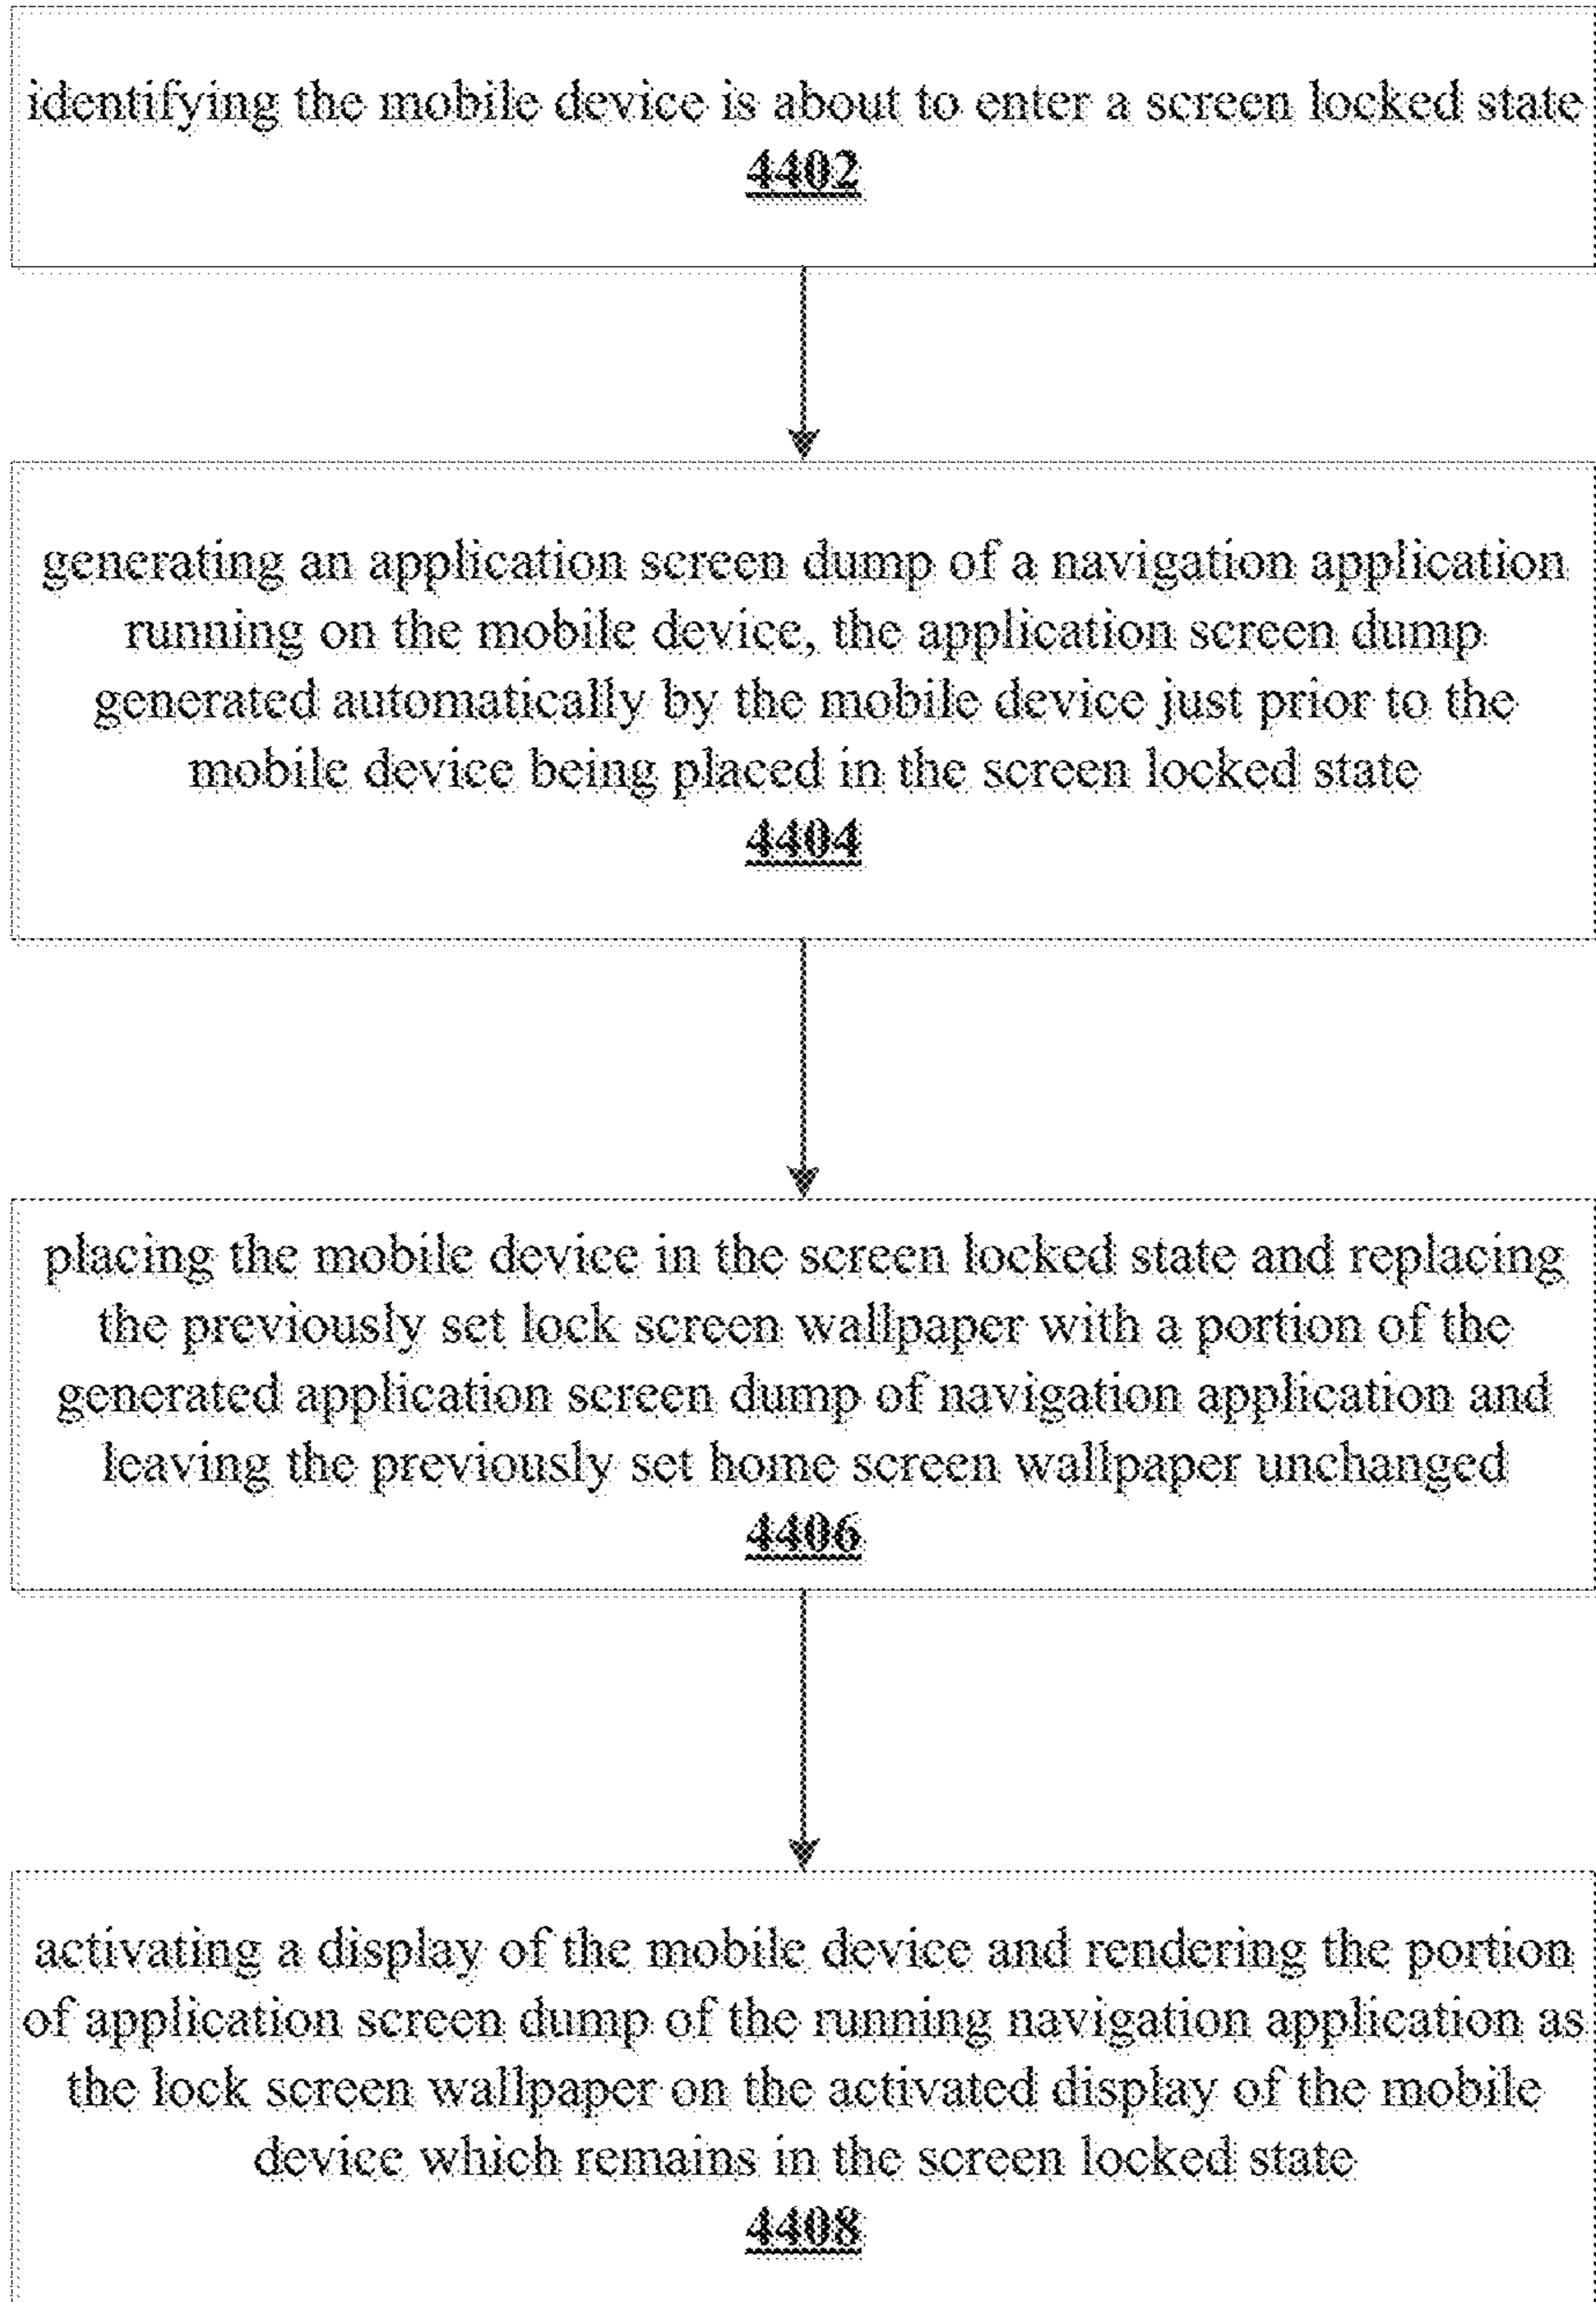 identifying the mobile device is about to enter a screen locked state
4402
generating an application screen dump of a navigation application
running on the mobile device, the application screen dump
generated automatically by the mobile device just prior to the
mobile device being placed in the screen locked state
4404
placing the mobile device in the screen locked state and replacing
the previously set lock screen wallpaper with a portion of the
generated application screen dump of navigation application and
leaving the previously set home screen wallpaper unchanged
4406
activating a display of the mobile device and rendering the portion
of application screen dump of the running navigation application as
the lock screen wallpaper on the activated display of the mobile
device which remains in the screen locked state
4408